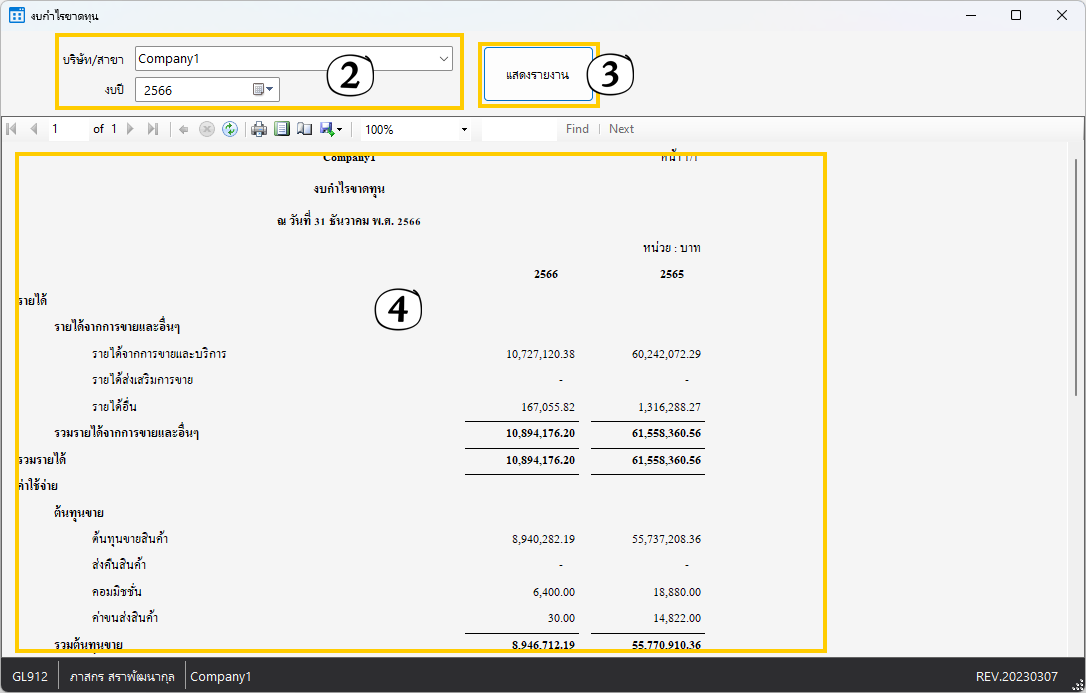 งบกำไรขาดทุน
บริษัท/สาขา Company1
งบปี 2566
2
แสดงรายงาน
3
1 of 1 100% Find | Next
Company1 หน้า 1/1
งบกำไรขาดทุน
ณ วันที่ 31 ธันวาคม พ.ศ. 2566
หน่วย : บาท
2566 2565
4
รายได้
รายได้จากการขายและอื่นๆ
รายได้จากการขายและบริการ 10,727,120.38 60,242,072.29
รายได้ส่งเสริมการขาย - -
รายได้อื่น 167,055.82 1,316,288.27
รวมรายได้จากการขายและอื่นๆ 10,894,176.20 61,558,360.56
รวมรายได้ 10,894,176.20 61,558,360.56
ค่าใช้จ่าย
ต้นทุนขาย
ต้นทุนขายสินค้า 8,940,282.19 55,737,208.36
ส่งคืนสินค้า - -
คอมมิชชั่น 6,400.00 18,880.00
ค่าขนส่งสินค้า 30.00 14,822.00
รวมต้นทุนขาย 8,946,712.19 55,770,910.36
GL912 ภาสกร สราพัฒนากุล Company1 REV.20230307